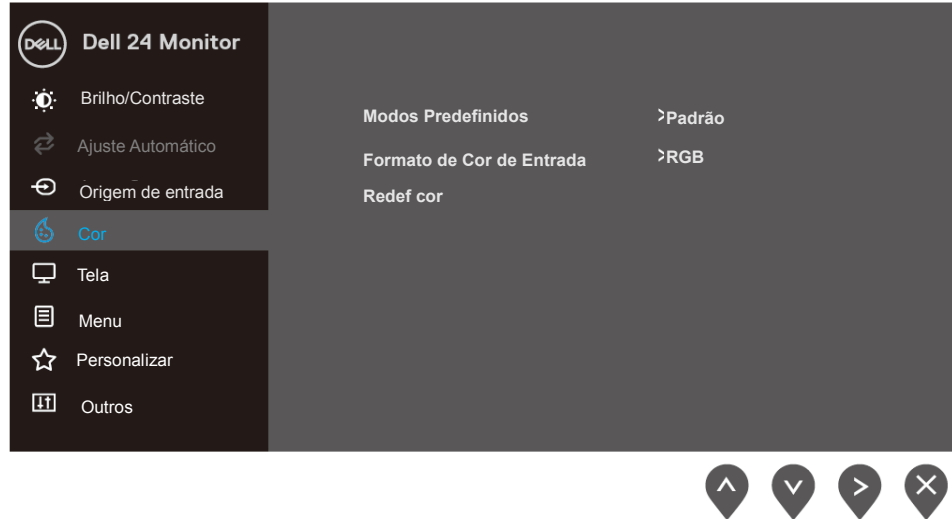 DELL
Dell 24 Monitor
Brilho/Contraste
Ajuste Automático
Origem de entrada
Cor
Tela
Menu
Personalizar
Outros
Modos Predefinidos >Padrão
Formato de Cor de Entrada >RGB
Redef cor